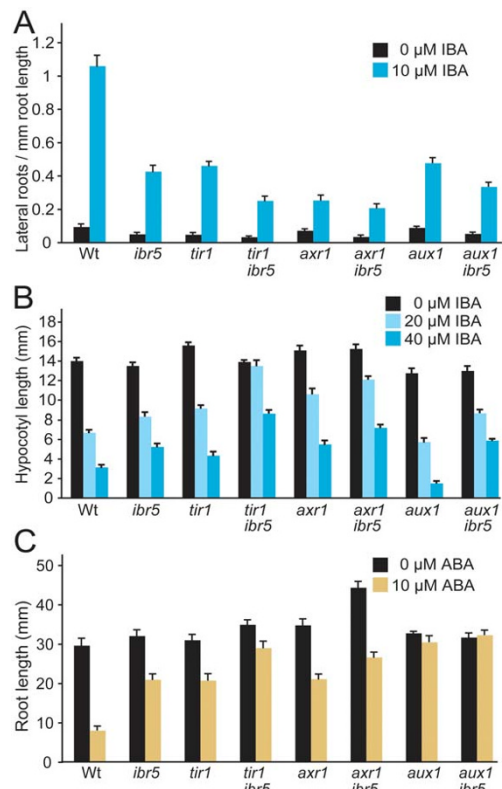 A
0 µM IBA
10 µM IBA
Lateral roots / mm root length
1.2
1
0.8
0.6
0.4
0.2
0
Wt ibr5 tir1 tir1 axr1 axr1 aux1 aux1
ibr5 ibr5 ibr5
B
0 µM IBA
20 µM IBA
40 µM IBA
Hypocotyl length (mm)
18
16
14
12
10
8
6
4
2
0
Wt ibr5 tir1 tir1 axr1 axr1 aux1 aux1
ibr5 ibr5 ibr5
C
0 µM ABA
10 µM ABA
Root length (mm)
50
40
30
20
10
0
Wt ibr5 tir1 tir1 axr1 axr1 aux1 aux1
ibr5 ibr5 ibr5